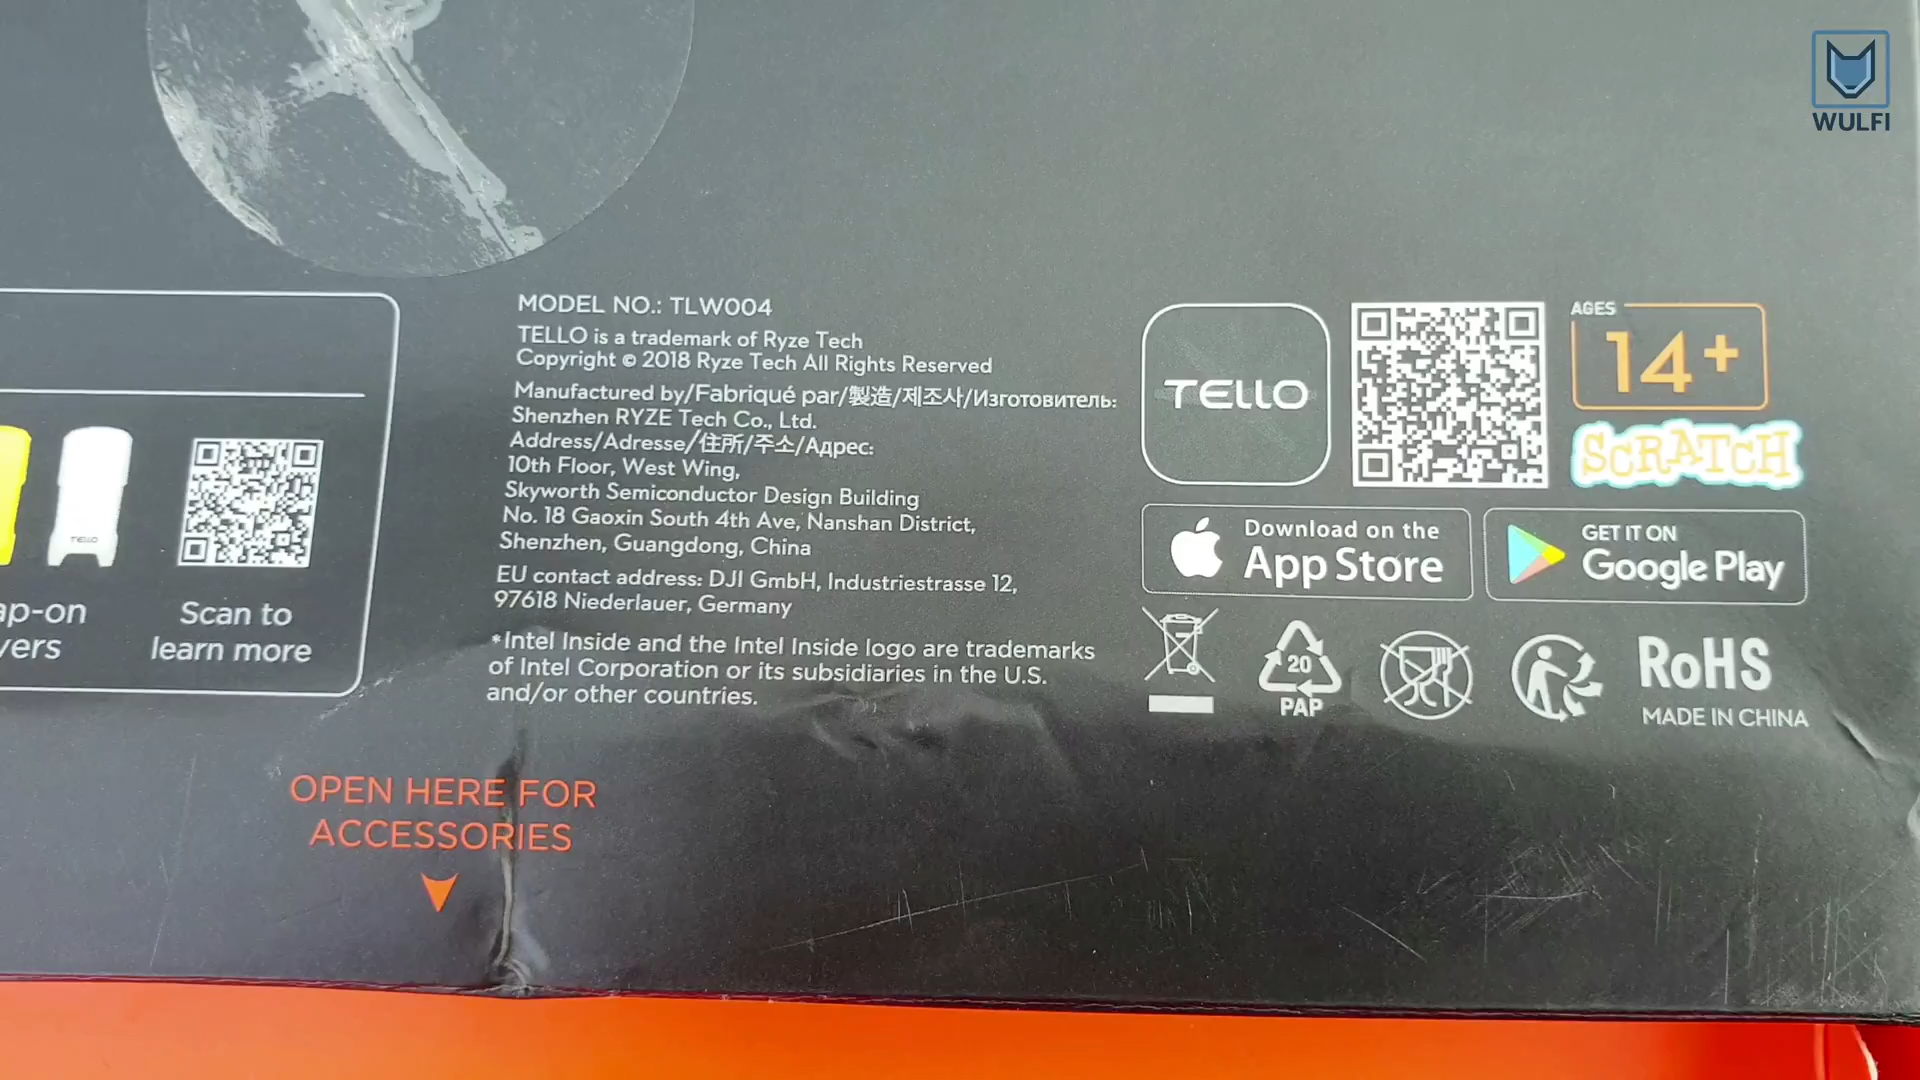 WULFI
MODEL NO.: TLW004
TELLO is a trademark of Ryze Tech
Copyright © 2018 Ryze Tech All Rights Reserved
Manufactured by/Fabriqué par/製造/제조사/Изготовитель:
Shenzhen RYZE Tech Co., Ltd.
Address/Adresse/住所/주소/Адрес:
10th Floor, West Wing,
Skyworth Semiconductor Design Building
No. 18 Gaoxin South 4th Ave, Nanshan District,
Shenzhen, Guangdong, China
EU contact address: DJI GmbH, Industriestrasse 12,
97618 Niederlauer, Germany
*Intel Inside and the Intel Inside logo are trademarks
of Intel Corporation or its subsidiaries in the U.S.
and/or other countries.
TELLO
AGES
14+
SCRATCH
Download on the
App Store
GET IT ON
Google Play
20
PAP
RoHS
MADE IN CHINA
TELLO
ap-on
vers
Scan to
learn more
OPEN HERE FOR
ACCESSORIES